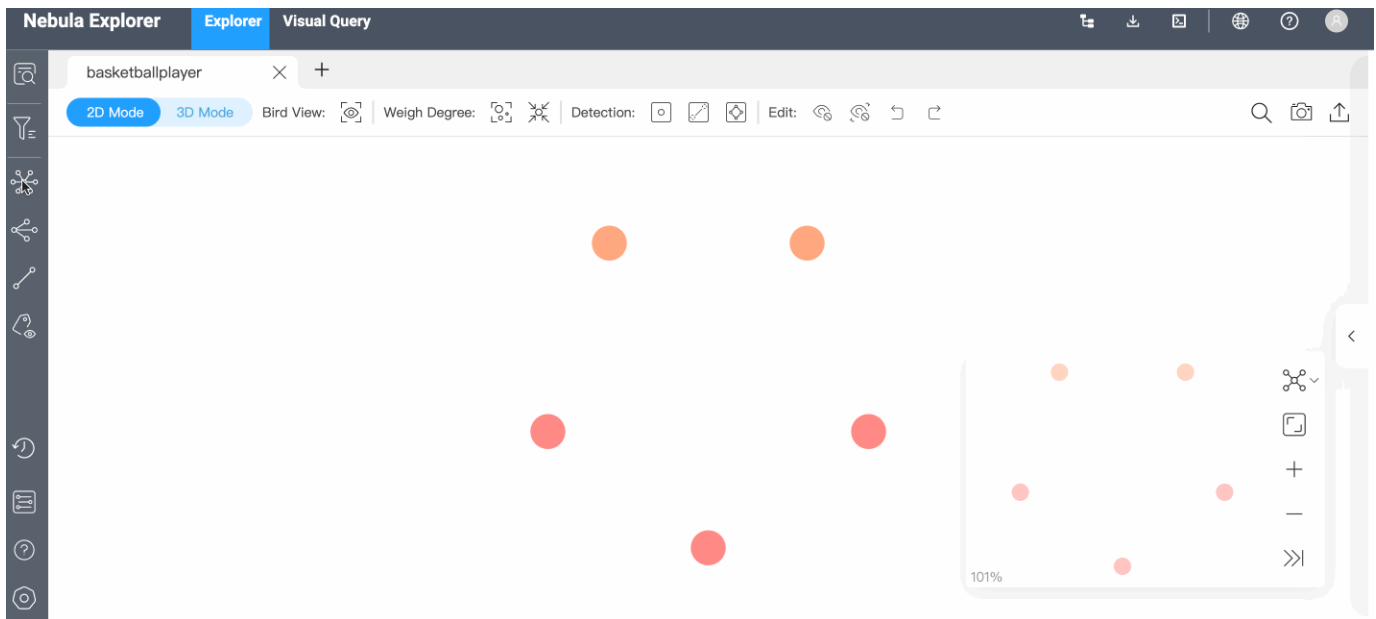 Nebula Explorer Explorer Visual Query
basketballplayer
2D Mode 3D Mode Bird View: Weigh Degree: Detection: Edit:
101%